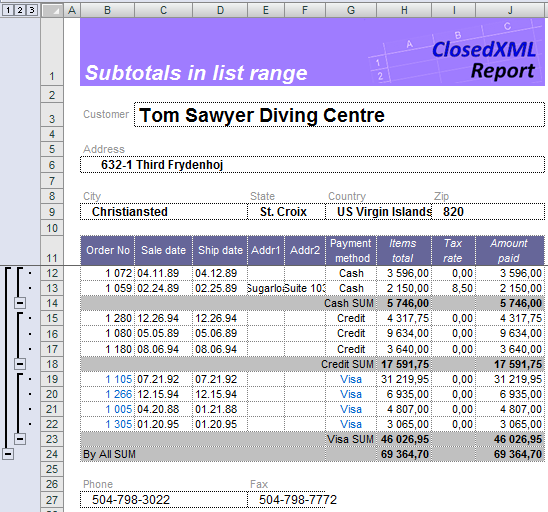 1 2 3 A B C D E F G H I J
A B C
1 2
ClosedXML
1 Subtotals in list range Report
2
3 Customer Tom Sawyer Diving Centre
4
5 Address
6 632-1 Third Frydenhoj
7
8 City State Country Zip
9 Christiansted St. Croix US Virgin Islands 820
10
11 Order No Sale date Ship date Addr1 Addr2 Payment method Items total Tax rate Amount paid
12 1 072 04.11.89 04.12.89 Cash 3 596,00 0,00 3 596,00
13 1 059 02.24.89 02.25.89 Sugarlo Suite 103 Cash 2 150,00 8,50 2 150,00
14 Cash SUM 5 746,00 5 746,00
15 1 280 12.26.94 12.26.94 Credit 4 317,75 0,00 4 317,75
16 1 080 05.05.89 05.06.89 Credit 9 634,00 0,00 9 634,00
17 1 180 08.06.94 08.06.94 Credit 3 640,00 0,00 3 640,00
18 Credit SUM 17 591,75 17 591,75
19 1 105 07.21.92 07.21.92 Visa 31 219,95 0,00 31 219,95
20 1 266 12.15.94 12.15.94 Visa 6 935,00 0,00 6 935,00
21 1 005 04.20.88 01.21.88 Visa 4 807,00 0,00 4 807,00
22 1 305 01.20.95 01.20.95 Visa 3 065,00 0,00 3 065,00
23 Visa SUM 46 026,95 46 026,95
24 By All SUM 69 364,70 69 364,70
25
26 Phone Fax
27 504-798-3022 504-798-7772